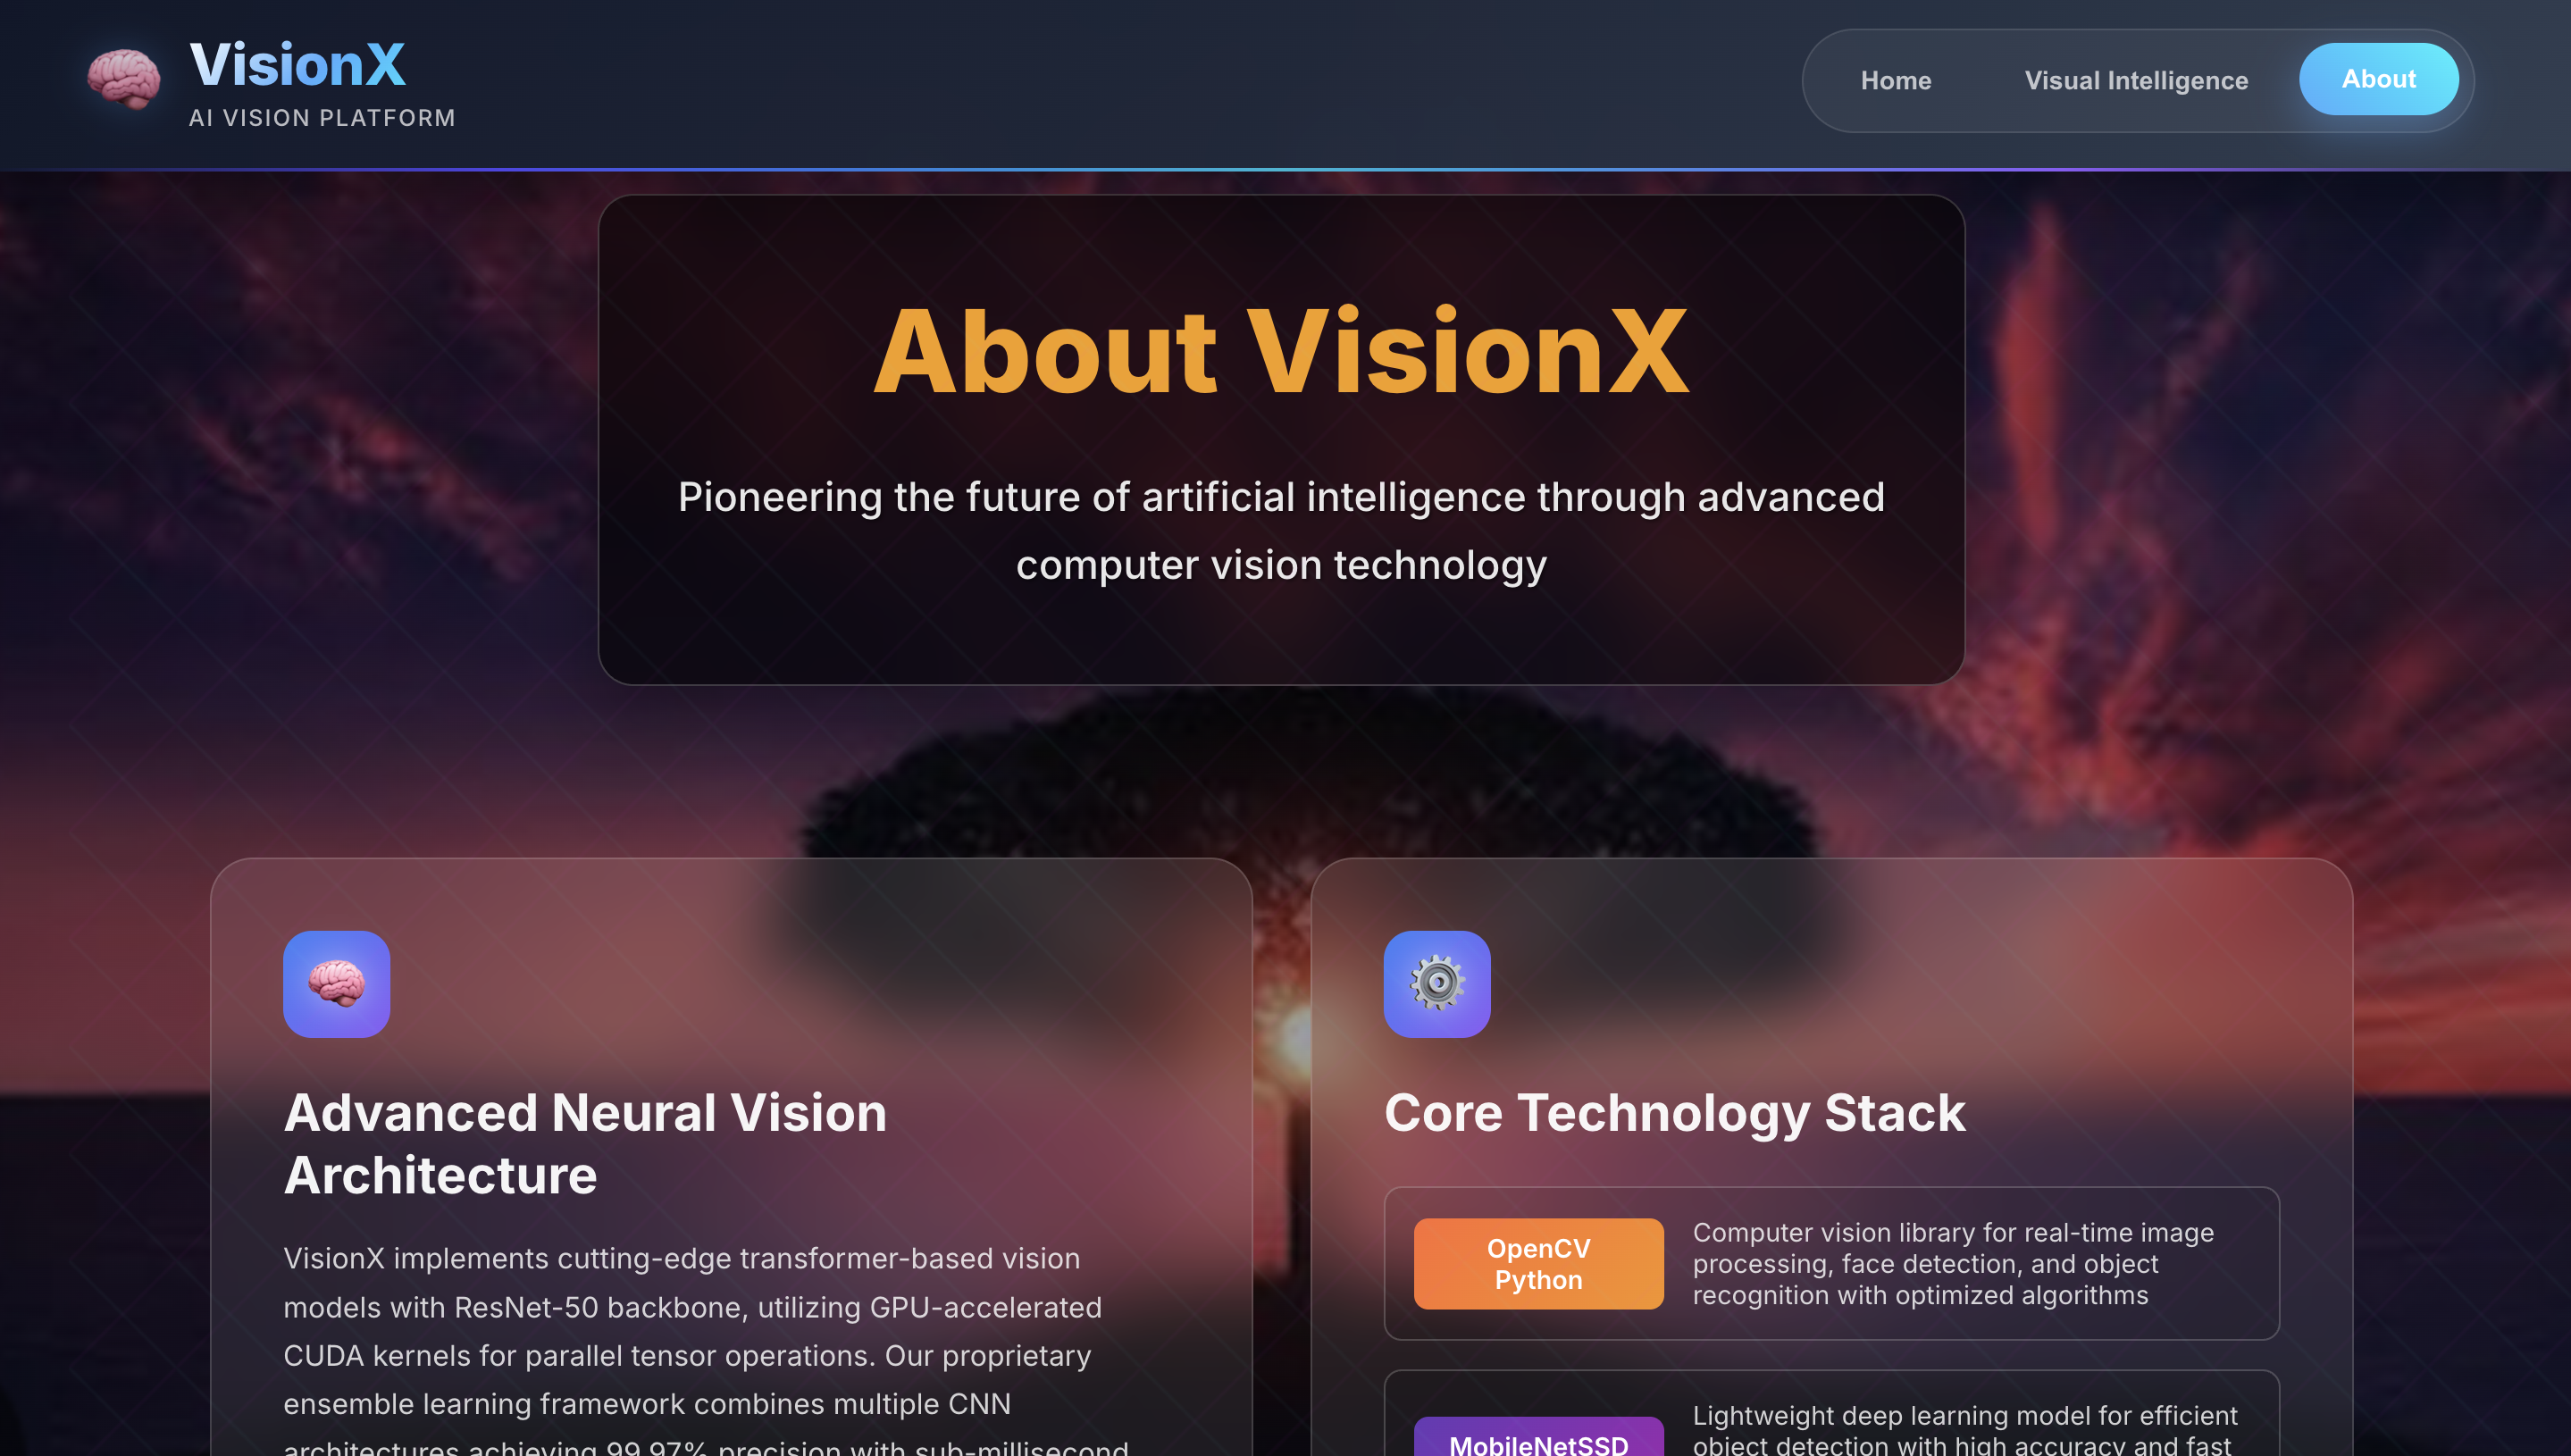 VisionX
AI VISION PLATFORM
Home
Visual Intelligence
About
About VisionX
Pioneering the future of artificial intelligence through advanced
computer vision technology
Advanced Neural Vision
Architecture
VisionX implements cutting-edge transformer-based vision
models with ResNet-50 backbone, utilizing GPU-accelerated
CUDA kernels for parallel tensor operations. Our proprietary
ensemble learning framework combines multiple CNN
architectures achieving 99.97% precision with sub-millisecond
Core Technology Stack
OpenCV
Python
Computer vision library for real-time image
processing, face detection, and object
recognition with optimized algorithms
MobileNetSSD
Lightweight deep learning model for efficient
object detection with high accuracy and fast